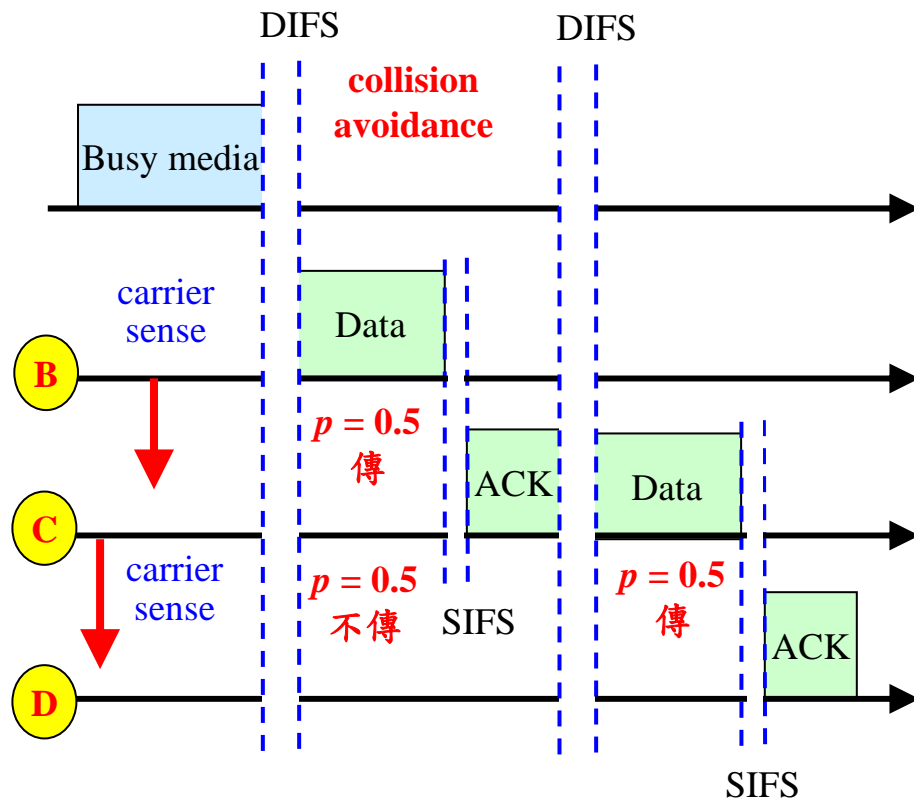 DIFS
DIFS
collision
avoidance
Busy media
carrier
sense
Data
B
p = 0.5
傳
ACK
Data
C
carrier
sense
p = 0.5
不傳
SIFS
p = 0.5
傳
ACK
D
SIFS